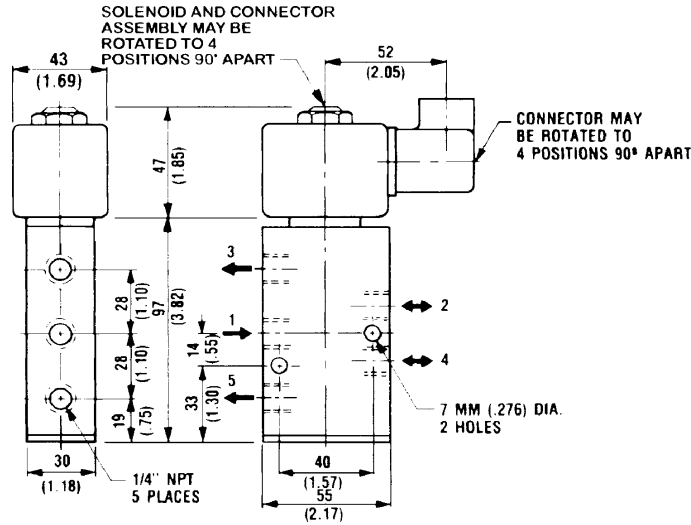 SOLENOID AND CONNECTOR
ASSEMBLY MAY BE
ROTATED TO 4
POSITIONS 90° APART
43
(1.69)
52
(2.05)
CONNECTOR MAY
BE ROTATED TO
4 POSITIONS 90° APART
47
(1.85)
3
28
(1.10)
97
(3.82)
2
1
14
(.55)
28
(1.10)
4
5
33
(1.30)
19
(.75)
7 MM (.276) DIA.
2 HOLES
30
(1.18)
1/4" NPT
5 PLACES
40
(1.57)
55
(2.17)